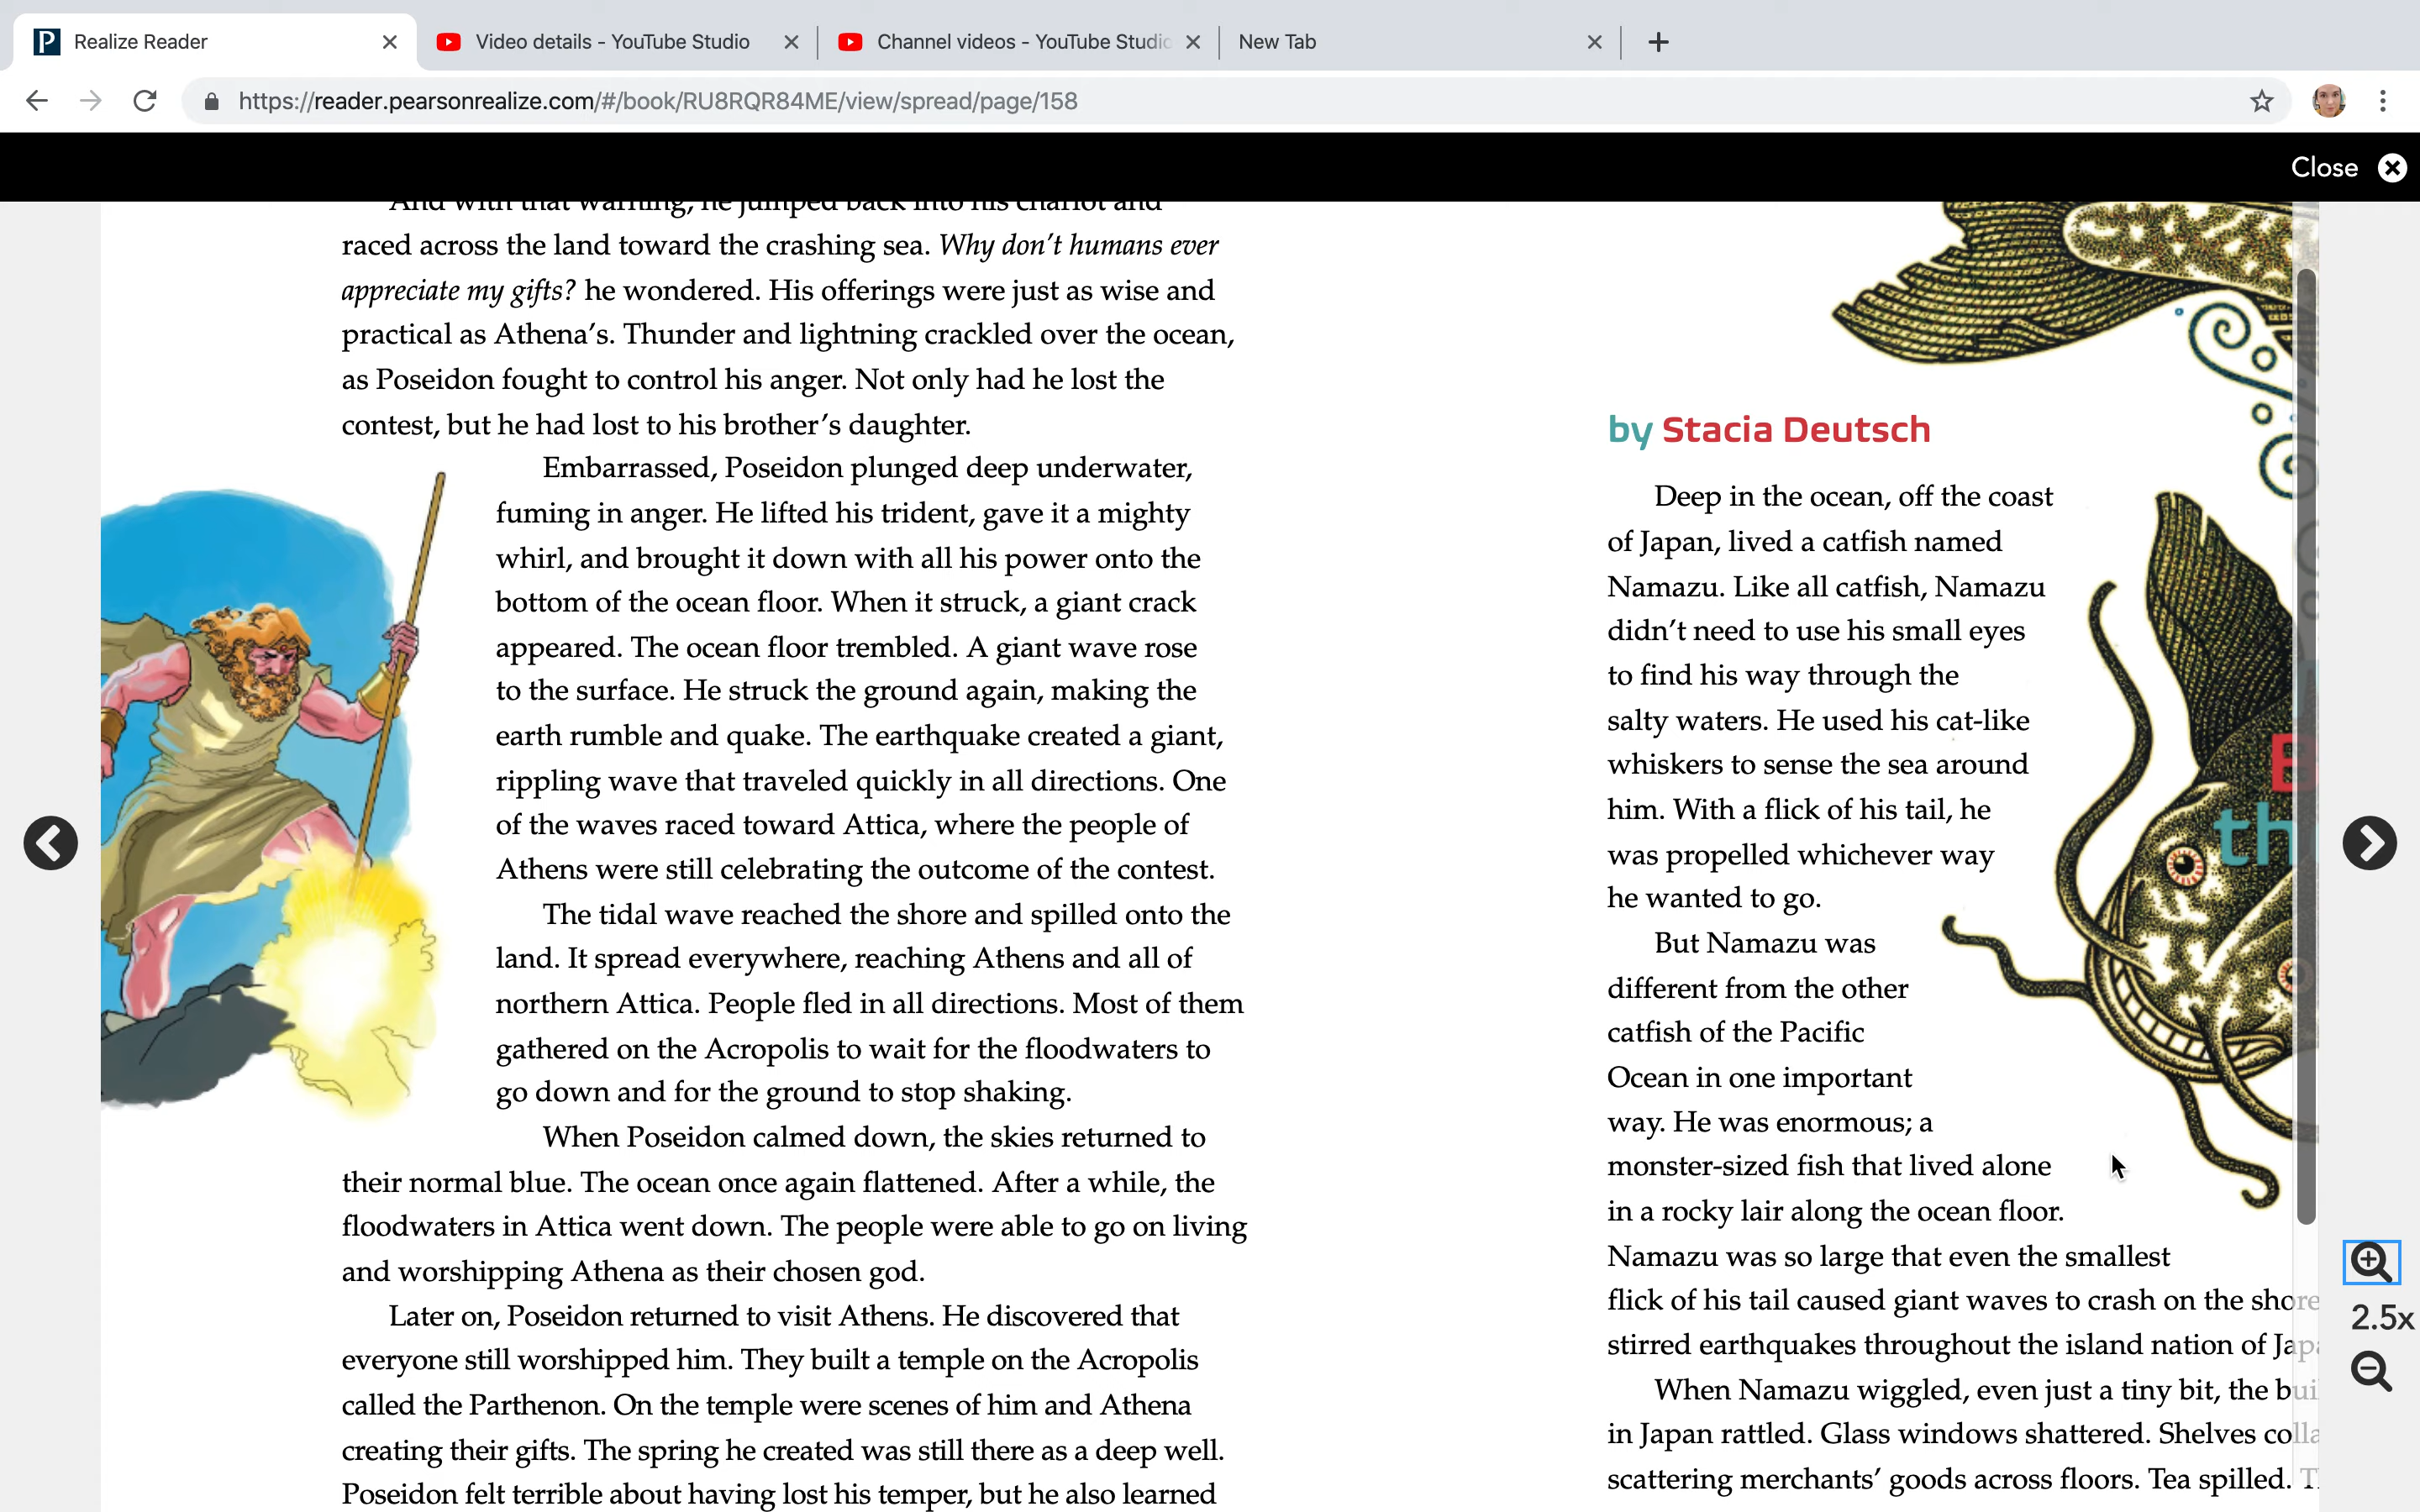 Realize Reader
Video details - YouTube Studio
Channel videos - YouTube Studio
New Tab
https://reader.pearsonrealize.com/#/book/RU8RQR84ME/view/spread/page/158
Close
And with that warning, he jumped back into his chariot and
raced across the land toward the crashing sea. Why don't humans ever
appreciate my gifts? he wondered. His offerings were just as wise and
practical as Athena's. Thunder and lightning crackled over the ocean,
as Poseidon fought to control his anger. Not only had he lost the
contest, but he had lost to his brother's daughter.
Embarrassed, Poseidon plunged deep underwater,
fuming in anger. He lifted his trident, gave it a mighty
whirl, and brought it down with all his power onto the
bottom of the ocean floor. When it struck, a giant crack
appeared. The ocean floor trembled. A giant wave rose
to the surface. He struck the ground again, making the
earth rumble and quake. The earthquake created a giant,
rippling wave that traveled quickly in all directions. One
of the waves raced toward Attica, where the people of
Athens were still celebrating the outcome of the contest.
The tidal wave reached the shore and spilled onto the
land. It spread everywhere, reaching Athens and all of
northern Attica. People fled in all directions. Most of them
gathered on the Acropolis to wait for the floodwaters to
go down and for the ground to stop shaking.
When Poseidon calmed down, the skies returned to
their normal blue. The ocean once again flattened. After a while, the
floodwaters in Attica went down. The people were able to go on living
and worshipping Athena as their chosen god.
Later on, Poseidon returned to visit Athens. He discovered that
everyone still worshipped him. They built a temple on the Acropolis
called the Parthenon. On the temple were scenes of him and Athena
creating their gifts. The spring he created was still there as a deep well.
Poseidon felt terrible about having lost his temper, but he also learned
by Stacia Deutsch
Deep in the ocean, off the coast
of Japan, lived a catfish named
Namazu. Like all catfish, Namazu
didn't need to use his small eyes
to find his way through the
salty waters. He used his cat-like
whiskers to sense the sea around
him. With a flick of his tail, he
was propelled whichever way
he wanted to go.
But Namazu was
different from the other
catfish of the Pacific
Ocean in one important
way. He was enormous; a
monster-sized fish that lived alone
in a rocky lair along the ocean floor.
Namazu was so large that even the smallest
flick of his tail caused giant waves to crash on the shore
stirred earthquakes throughout the island nation of
When Namazu wiggled, even just a tiny bit, the
in Japan rattled. Glass windows shattered. Shelves
scattering merchants' goods across floors. Tea spilled.
2.5x